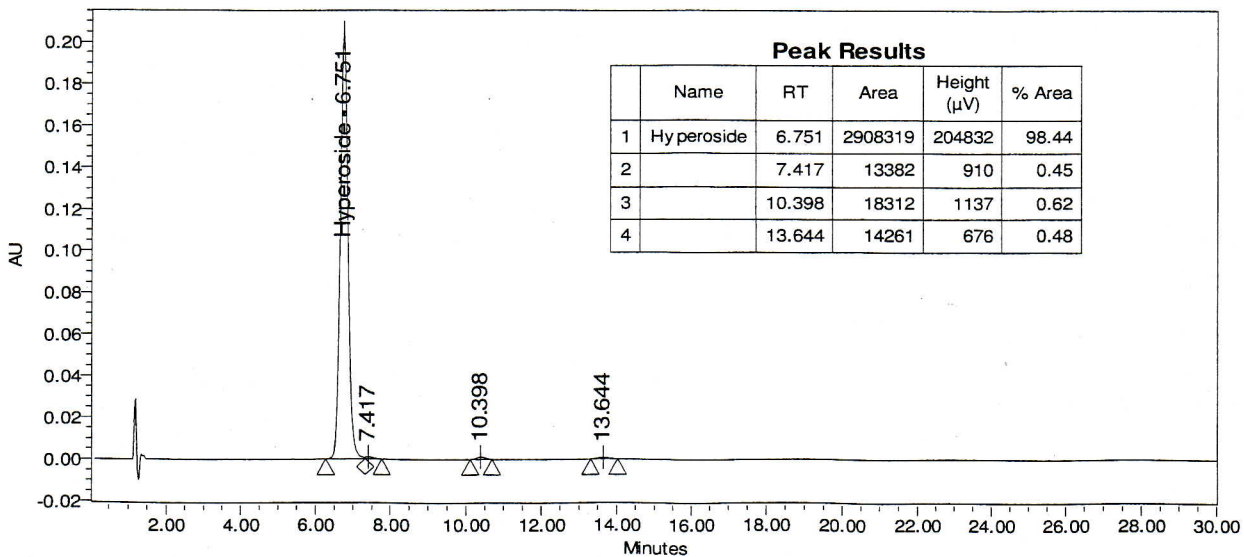 Peak Results
Name RT Area Height (µV) % Area
1 Hyperoside 6.751 2908319 204832 98.44
2 7.417 13382 910 0.45
3 10.398 18312 1137 0.62
4 13.644 14261 676 0.48
AU
0.20
0.18
0.16
0.14
0.12
0.10
0.08
0.06
0.04
0.02
0.00
-0.02
Hyperoside - 6.751
7.417
10.398
13.644
2.00 4.00 6.00 8.00 10.00 12.00 14.00 16.00 18.00 20.00 22.00 24.00 26.00 28.00 30.00
Minutes